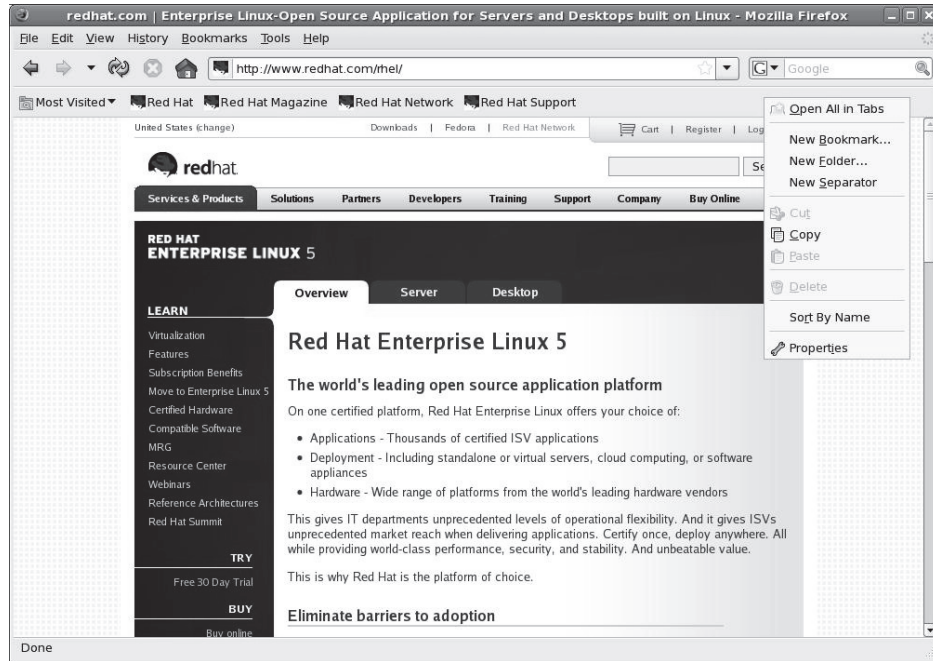 redhat.com | Enterprise Linux-Open Source Application for Servers and Desktops built on Linux - Mozilla Firefox
File Edit View History Bookmarks Tools Help
http://www.redhat.com/rhel/
G Google
Most Visited Red Hat Red Hat Magazine Red Hat Network Red Hat Support
United States (change) Downloads | Fedora | Red Hat Network Cart | Register | Log
redhat.
Se
Services & Products Solutions Partners Developers Training Support Company Buy Online
Open All in Tabs
New Bookmark...
New Folder...
New Separator
Cut
Copy
Paste
Delete
Sort By Name
Properties
RED HAT
ENTERPRISE LINUX 5
Overview Server Desktop
LEARN
Virtualization
Features
Subscription Benefits
Move to Enterprise Linux 5
Certified Hardware
Compatible Software
MRG
Resource Center
Webinars
Reference Architectures
Red Hat Summit
TRY
Free 30 Day Trial
BUY
Buy online
Red Hat Enterprise Linux 5
The world's leading open source application platform
On one certified platform, Red Hat Enterprise Linux offers your choice of:
• Applications - Thousands of certified ISV applications
• Deployment - Including standalone or virtual servers, cloud computing, or software
appliances
• Hardware - Wide range of platforms from the world's leading hardware vendors
This gives IT departments unprecedented levels of operational flexibility. And it gives ISVs
unprecedented market reach when delivering applications. Certify once, deploy anywhere. All
while providing world-class performance, security, and stability. And unbeatable value.
This is why Red Hat is the platform of choice.
Eliminate barriers to adoption
Done